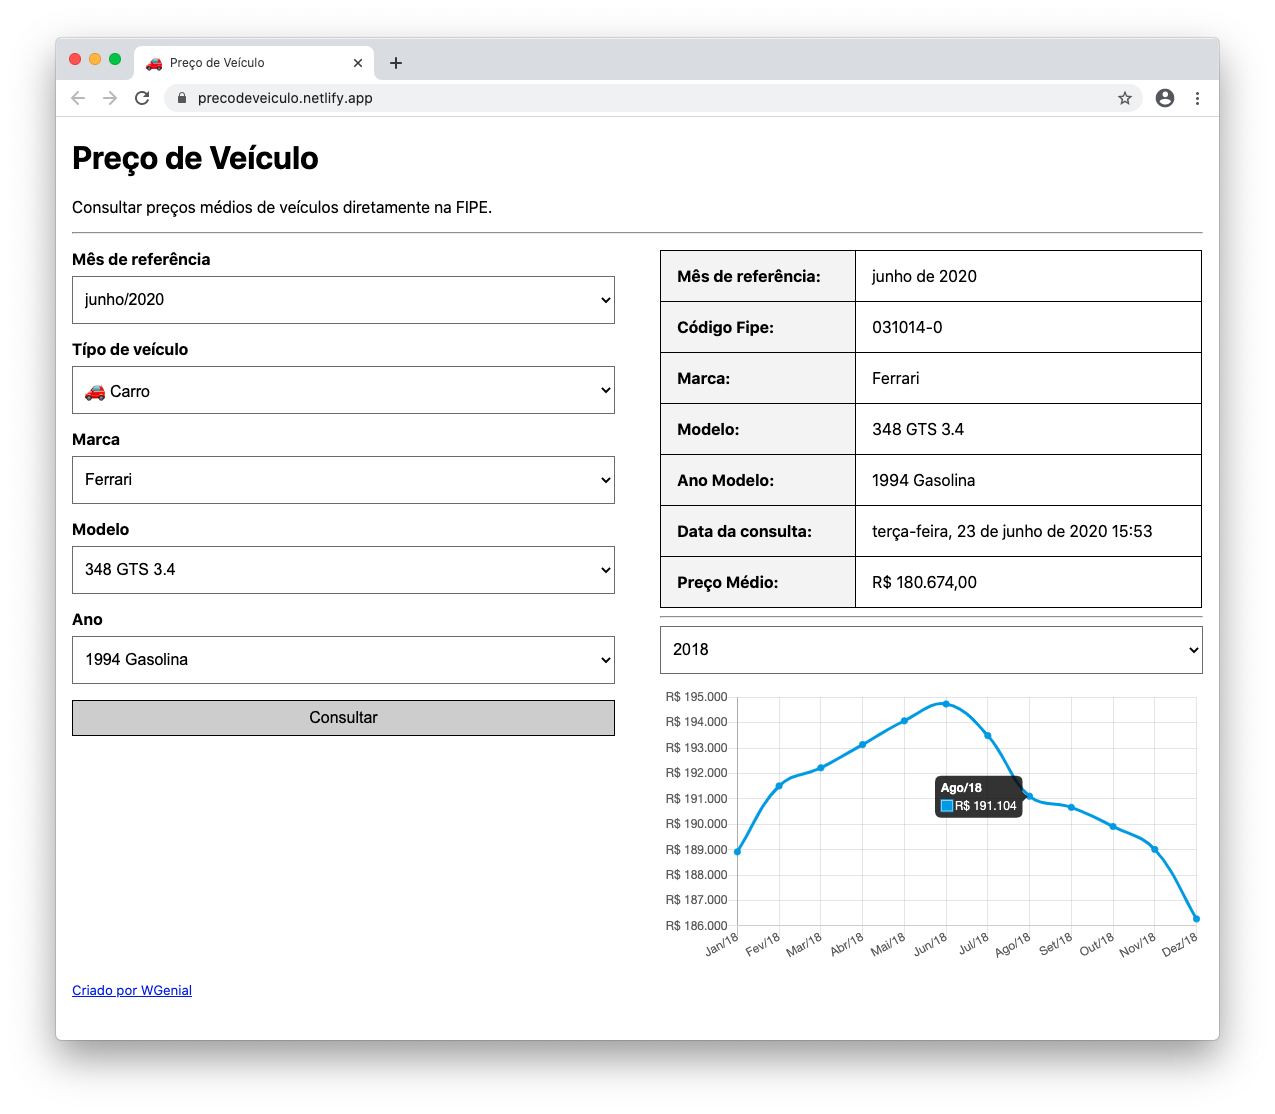 Preço de Veículo
precodeveiculo.netlify.app
Preço de Veículo
Consultar preços médios de veículos diretamente na FIPE.
Mês de referência
junho/2020
Típo de veículo
Carro
Marca
Ferrari
Modelo
348 GTS 3.4
Ano
1994 Gasolina
Consultar
Mês de referência: junho de 2020
Código Fipe: 031014-0
Marca: Ferrari
Modelo: 348 GTS 3.4
Ano Modelo: 1994 Gasolina
Data da consulta: terça-feira, 23 de junho de 2020 15:53
Preço Médio: R$ 180.674,00
2018
R$ 195.000
R$ 194.000
R$ 193.000
R$ 192.000
R$ 191.000
R$ 190.000
R$ 189.000
R$ 188.000
R$ 187.000
R$ 186.000
Ago/18
R$ 191.104
Jan/18 Fev/18 Mar/18 Abr/18 Mai/18 Jun/18 Jul/18 Ago/18 Set/18 Out/18 Nov/18 Dez/18
Criado por WGenial